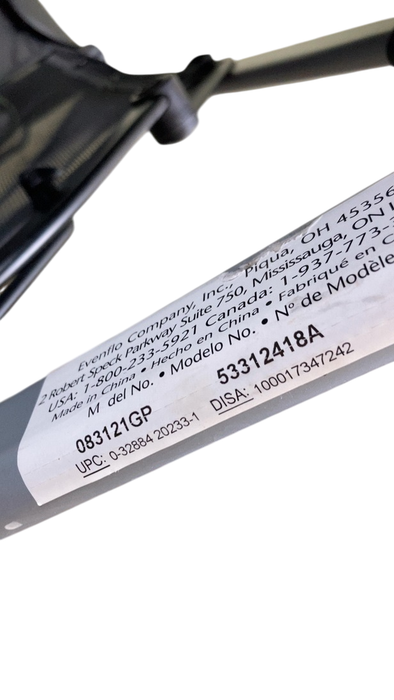 Evenflo Company, Inc., Piqua, OH 45356
2 Robert Speck Parkway Suite 750, Mississauga, ON
USA: 1-800-233-5921 Canada: 1-937-773-
Made in China • Hecho en China • Fabriqué en
M del No. • Modelo No. • Nº de Modèle
083121GP 53312418A
UPC: 0-32884 20233-1 DISA: 100017347242